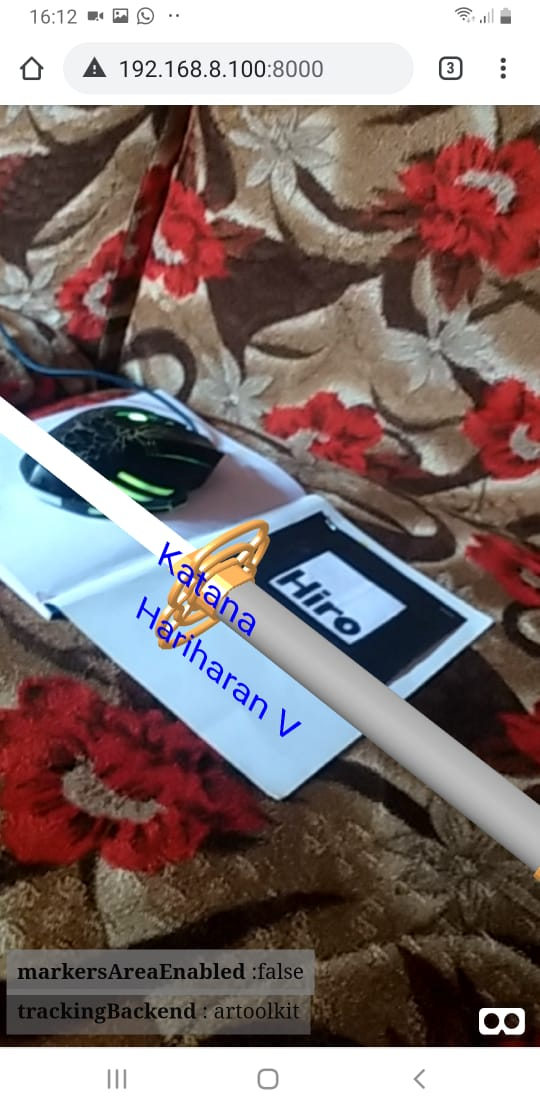 16:12
192.168.8.100:8000
3
Hiro
Katana
Hariharan V
markersAreaEnabled :false
trackingBackend : artoolkit